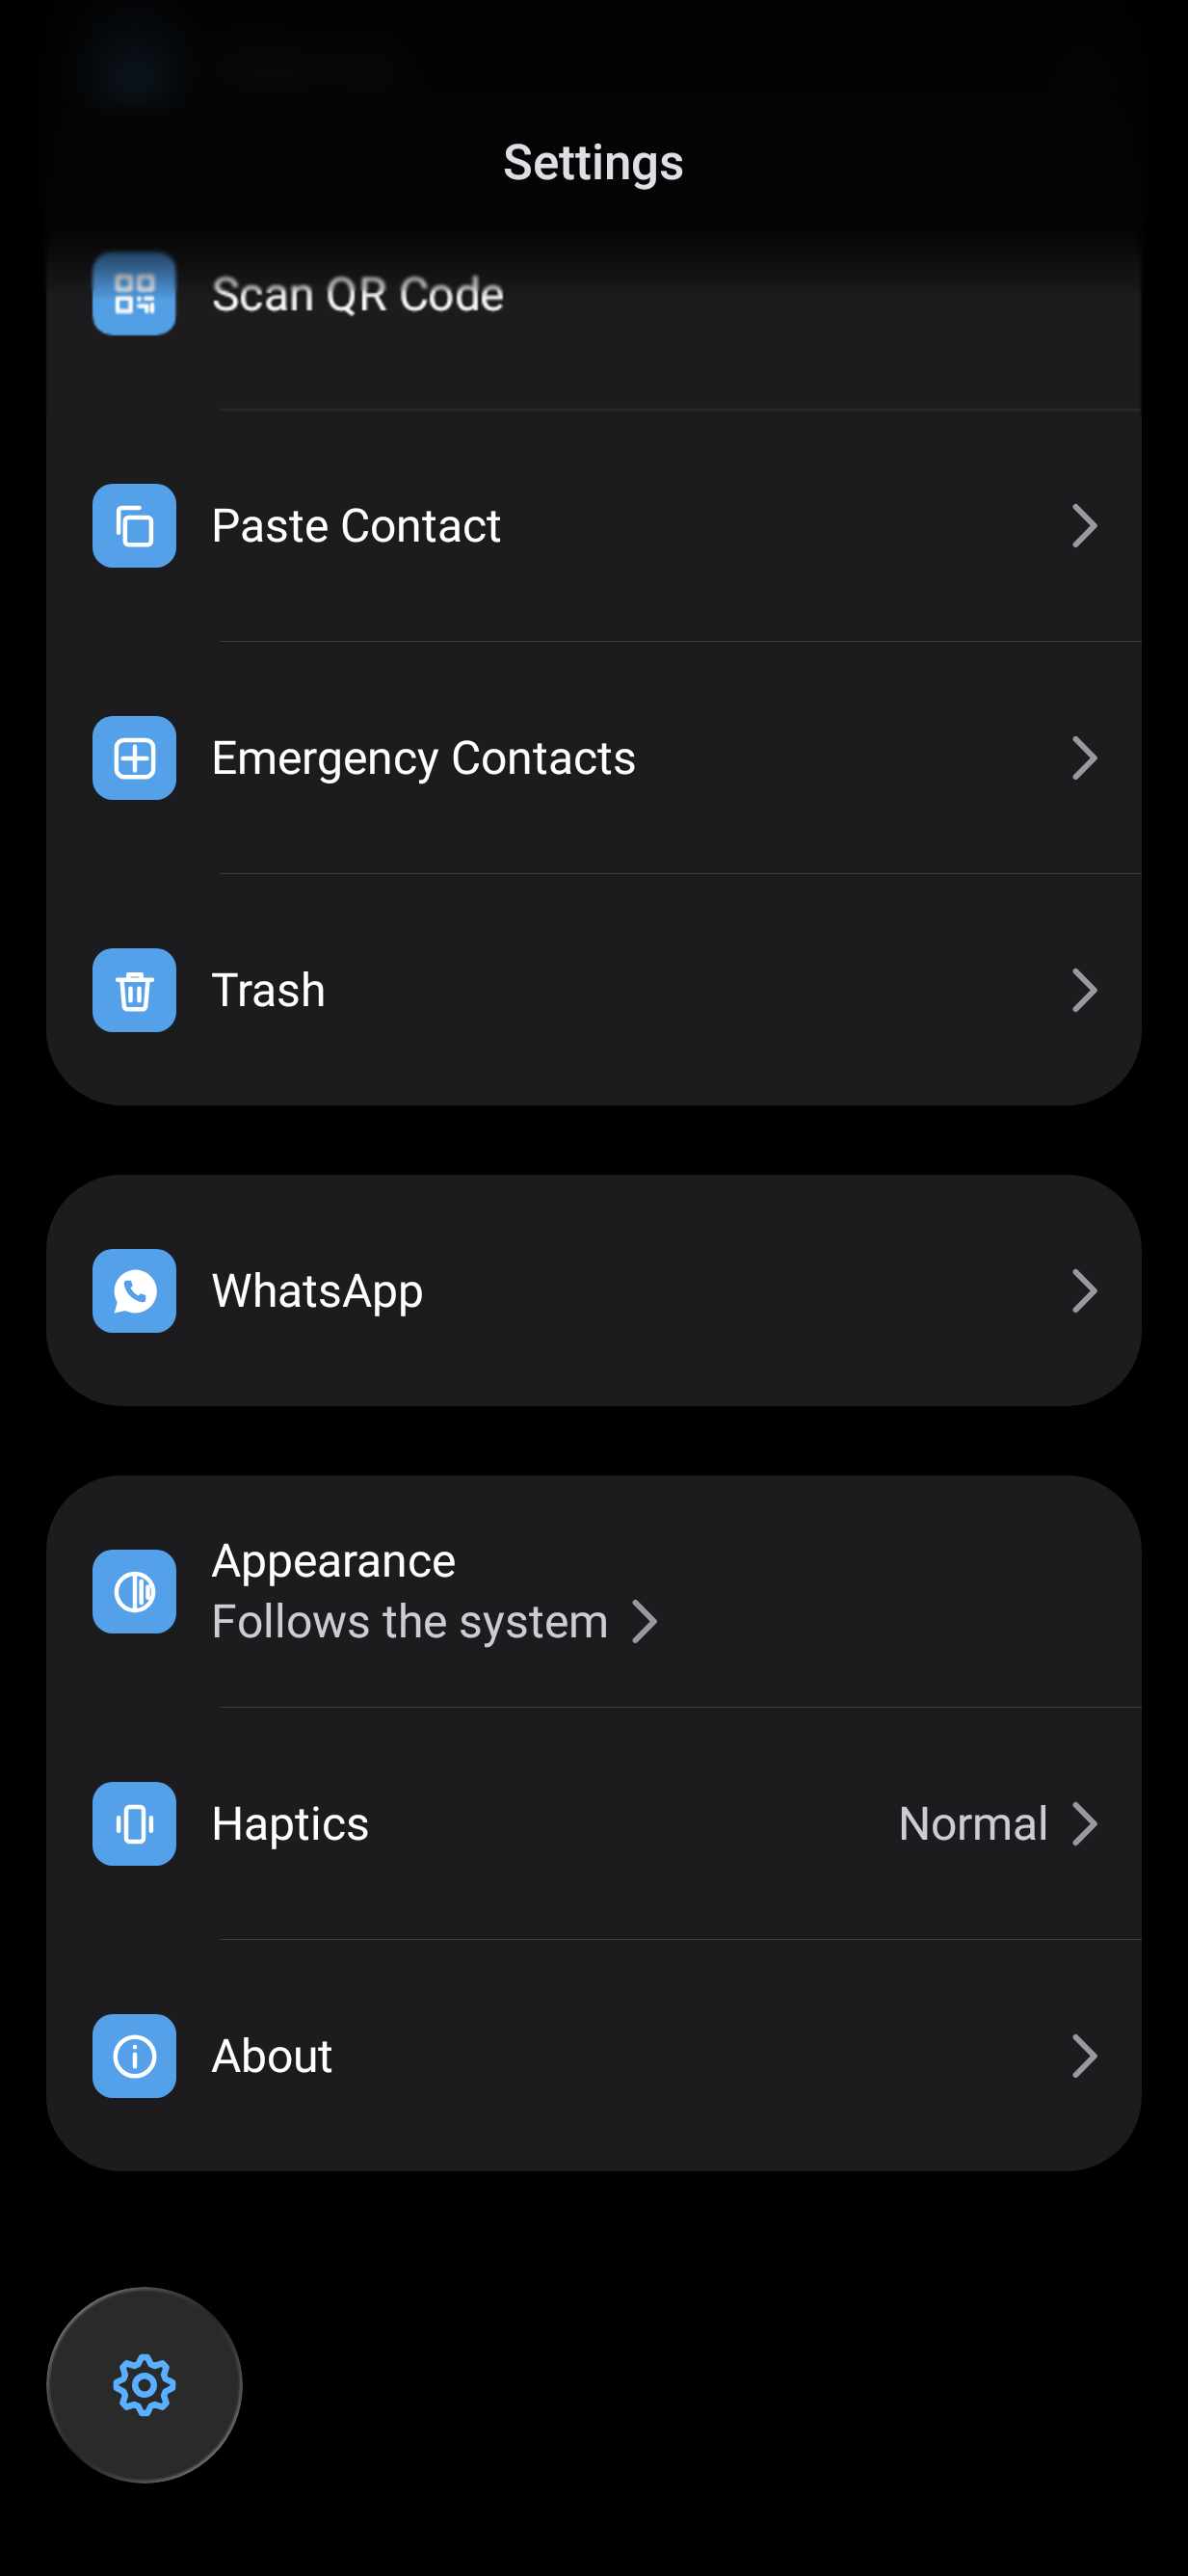 Settings
Scan QR Code
Paste Contact
Emergency Contacts
Trash
WhatsApp
Appearance
Follows the system
Haptics
Normal
About